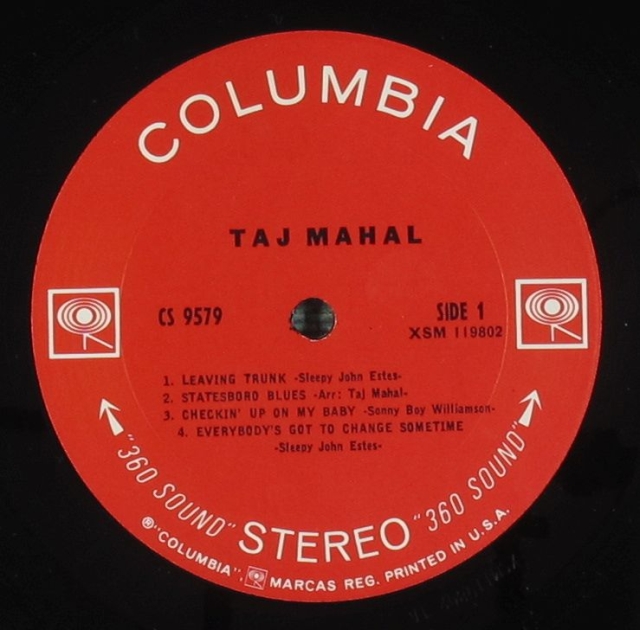 COLUMBIA
TAJ MAHAL
CS 9579
SIDE 1
XSM 119802
1. LEAVING TRUNK -Sleepy John Estes-
2. STATESBORO BLUES -Arr: Taj Mahal-
3. CHECKIN' UP ON MY BABY -Sonny Boy Williamson-
4. EVERYBODY'S GOT TO CHANGE SOMETIME
-Sleepy John Estes-
"360 SOUND" STEREO "360 SOUND"
®"COLUMBIA", MARCAS REG. PRINTED IN U.S.A.